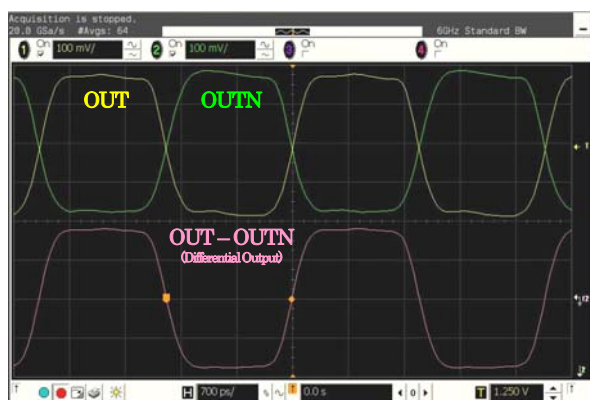 Acquisition is stopped.
20.0 GSa/s #Avgs: 64
6GHz Standard BW
1 On 100 mV/ 2 On 100 mV/ 3 On 4 On
OUT OUTN
T
OUT – OUTN
(Differential Output)
H 700 ps/ T 0.0 s 0 T 1.250 V